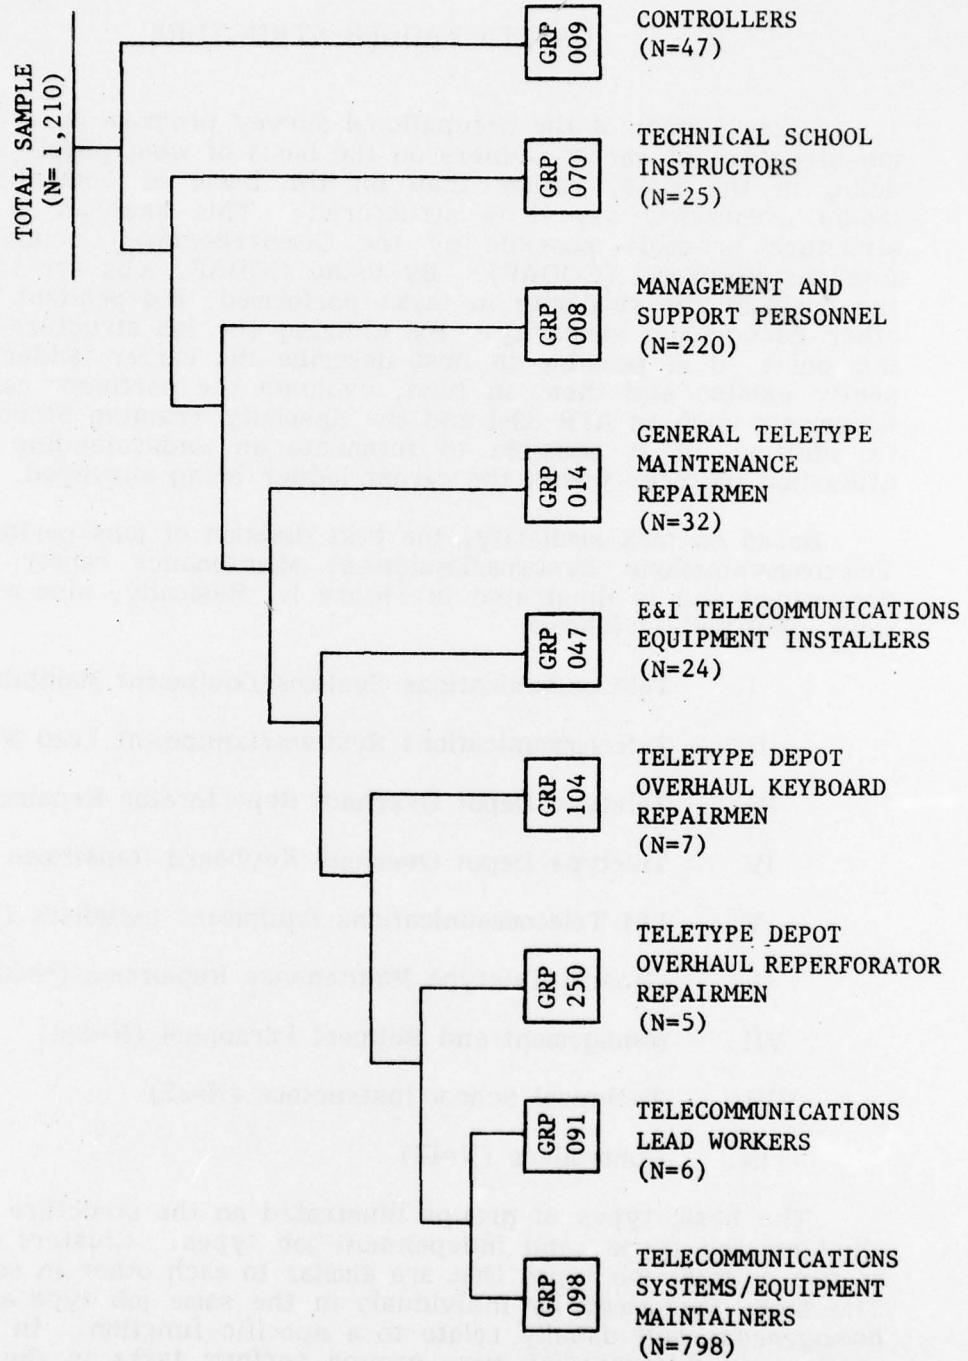 TOTAL SAMPLE
(N=1,210)
GRP
009
CONTROLLERS
(N=47)
GRP
070
TECHNICAL SCHOOL
INSTRUCTORS
(N=25)
GRP
008
MANAGEMENT AND
SUPPORT PERSONNEL
(N=220)
GRP
014
GENERAL TELETYPE
MAINTENANCE
REPAIRMEN
(N=32)
GRP
047
E&I TELECOMMUNICATIONS
EQUIPMENT INSTALLERS
(N=24)
GRP
104
TELETYPE DEPOT
OVERHAUL KEYBOARD
REPAIRMEN
(N=7)
GRP
250
TELETYPE DEPOT
OVERHAUL REPERFORATOR
REPAIRMEN
(N=5)
GRP
091
TELECOMMUNICATIONS
LEAD WORKERS
(N=6)
GRP
098
TELECOMMUNICATIONS
SYSTEMS/EQUIPMENT
MAINTAINERS
(N=798)